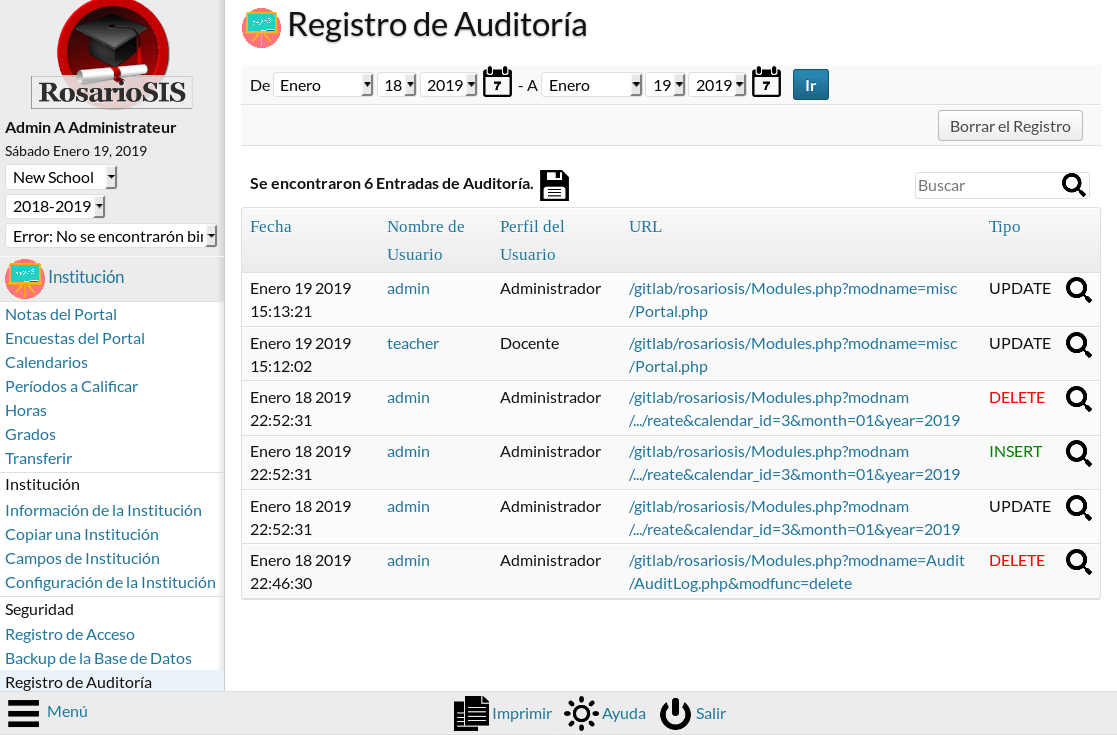 RosarioSIS
Admin A Administrateur
Sábado Enero 19, 2019
New School
2018-2019
Error: No se encontrarón bin
Institución
Notas del Portal
Encuestas del Portal
Calendarios
Períodos a Calificar
Horas
Grados
Transferir
Institución
Información de la Institución
Copiar una Institución
Campos de Institución
Configuración de la Institución
Seguridad
Registro de Acceso
Backup de la Base de Datos
Registro de Auditoría
Registro de Auditoría
De Enero 18 2019 7 - A Enero 19 2019 7 Ir
Borrar el Registro
Se encontraron 6 Entradas de Auditoría. Buscar
Fecha Nombre de Usuario Perfil del Usuario URL Tipo
Enero 19 2019 admin Administrador /gitlab/rosariosis/Modules.php?modname=misc UPDATE
15:13:21 /Portal.php
Enero 19 2019 teacher Docente /gitlab/rosariosis/Modules.php?modname=misc UPDATE
15:12:02 /Portal.php
Enero 18 2019 admin Administrador /gitlab/rosariosis/Modules.php?modnam DELETE
22:52:31 /.../reate&calendar_id=3&month=01&year=2019
Enero 18 2019 admin Administrador /gitlab/rosariosis/Modules.php?modnam INSERT
22:52:31 /.../reate&calendar_id=3&month=01&year=2019
Enero 18 2019 admin Administrador /gitlab/rosariosis/Modules.php?modnam UPDATE
22:52:31 /.../reate&calendar_id=3&month=01&year=2019
Enero 18 2019 admin Administrador /gitlab/rosariosis/Modules.php?modname=Audit DELETE
22:46:30 /AuditLog.php&modfunc=delete
Menú Imprimir Ayuda Salir